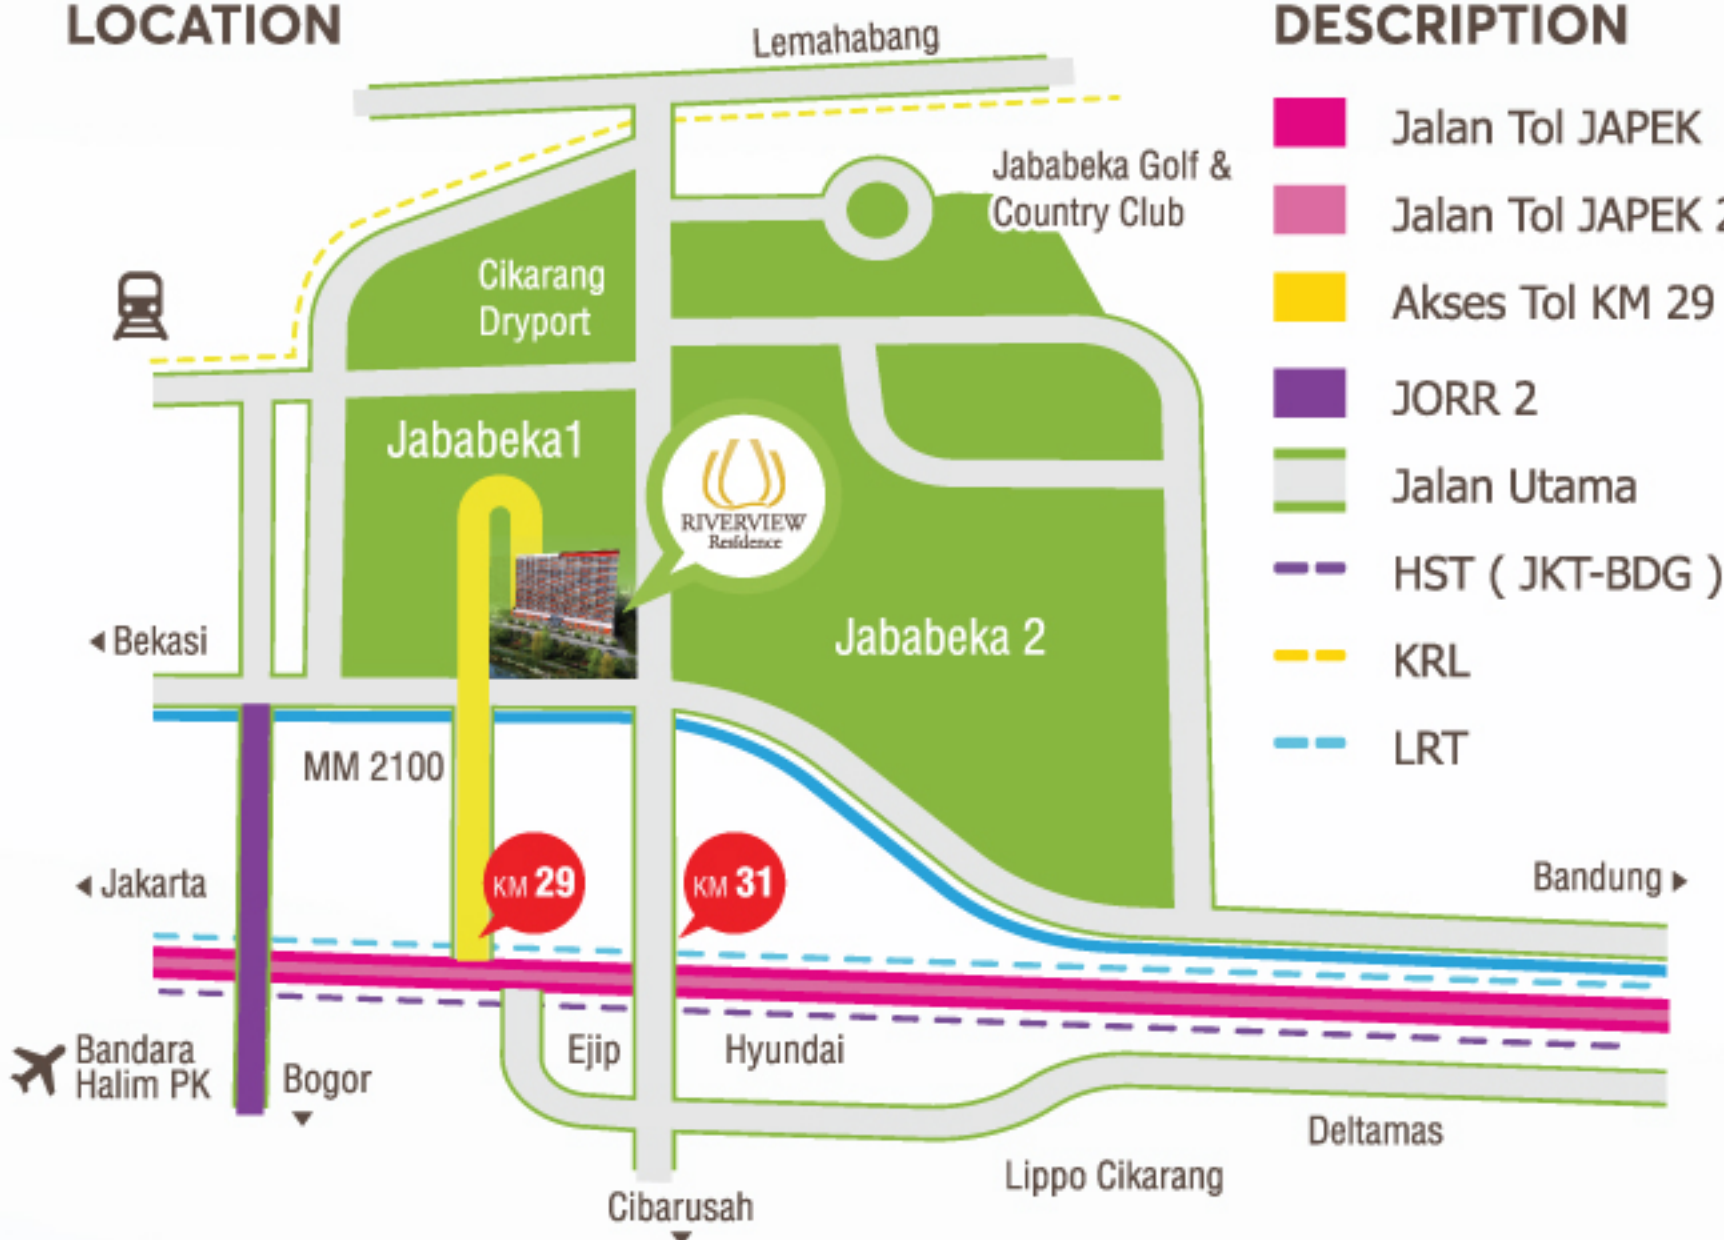 LOCATION
DESCRIPTION
Lemahabang
Jalan Tol JAPEK
Jababeka Golf &
Country Club
Jalan Tol JAPEK 2
Cikarang
Dryport
Akses Tol KM 29
JORR 2
Jababeka1
RIVERVIEW
Residence
Jalan Utama
HST ( JKT-BDG )
Bekasi
Jababeka 2
KRL
LRT
MM 2100
Jakarta
KM 29
KM 31
Bandung
Bandara
Halim PK
Bogor
Ejip
Hyundai
Deltamas
Lippo Cikarang
Cibarusah